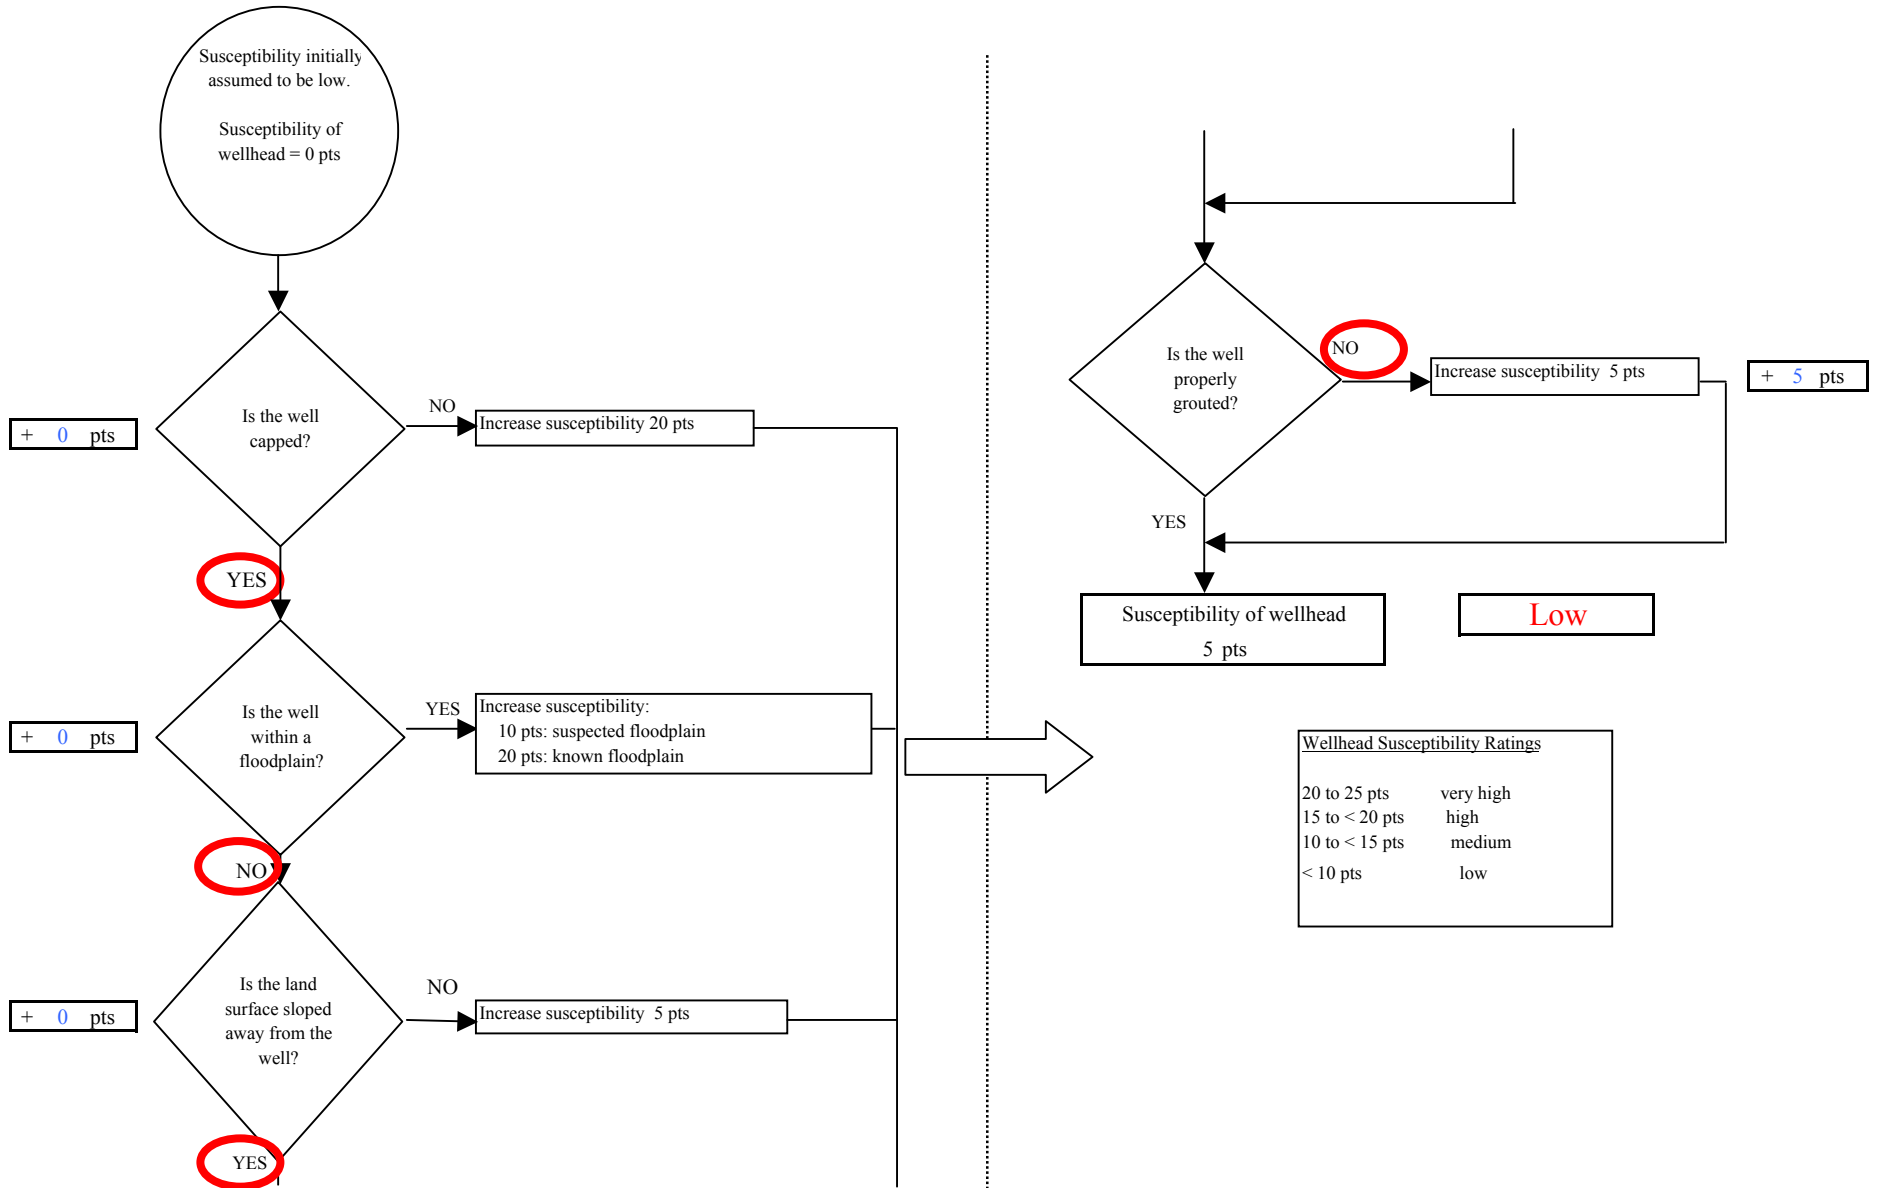 Susceptibility initially
assumed to be low.
Susceptibility of
wellhead = 0 pts
+ 0 pts
Is the well
capped?
NO
Increase susceptibility 20 pts
YES
+ 0 pts
Is the well
within a
floodplain?
YES
Increase susceptibility:
10 pts: suspected floodplain
20 pts: known floodplain
NO
+ 0 pts
Is the land
surface sloped
away from the
well?
NO
Increase susceptibility 5 pts
YES
Is the well
properly
grouted?
NO
Increase susceptibility 5 pts
+ 5 pts
YES
Susceptibility of wellhead
5 pts
Low
Wellhead Susceptibility Ratings
20 to 25 pts very high
15 to < 20 pts high
10 to < 15 pts medium
< 10 pts low